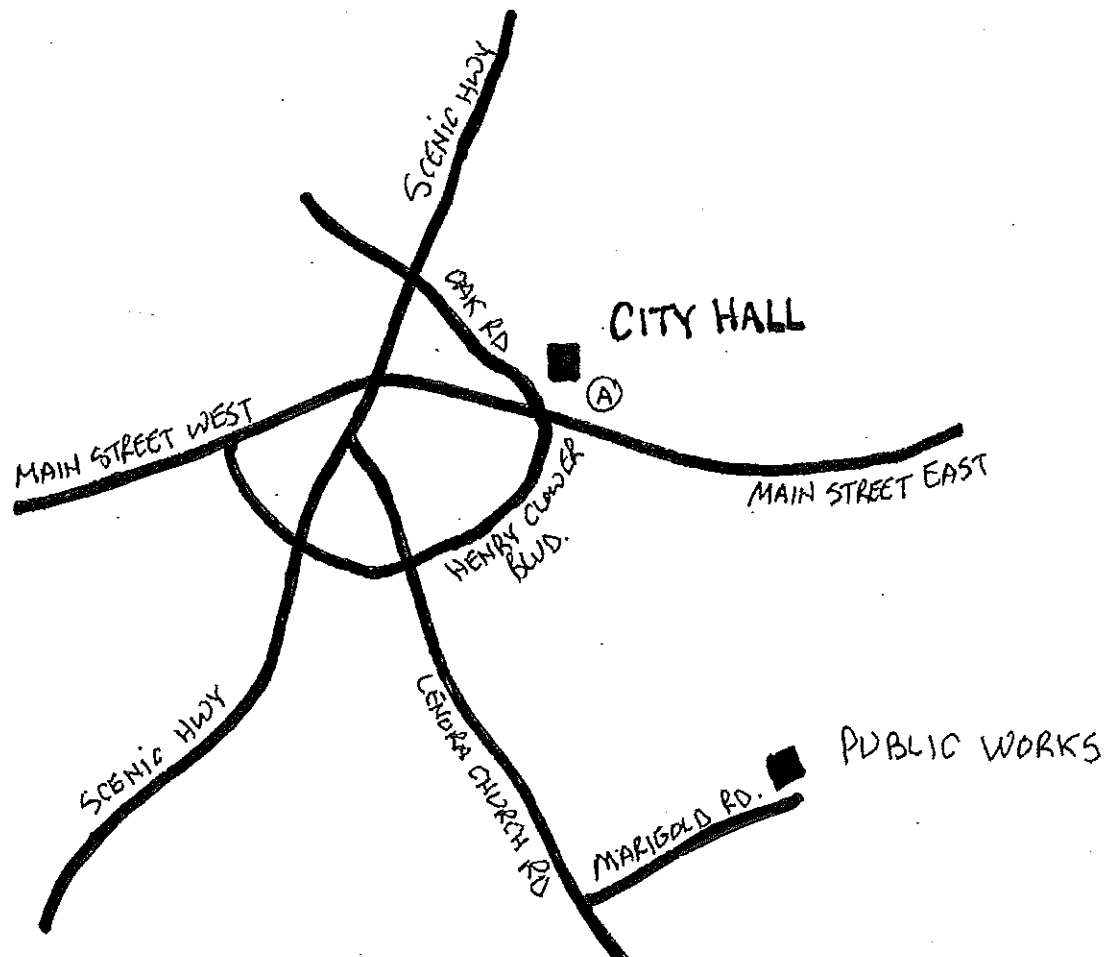 SCENIC HWY
OAK RD
CITY HALL
A
MAIN STREET WEST
MAIN STREET EAST
HENRY CLOWER
BLVD.
SCENIC HWY
LENORA CHURCH RD
PUBLIC WORKS
MARIGOLD RD.